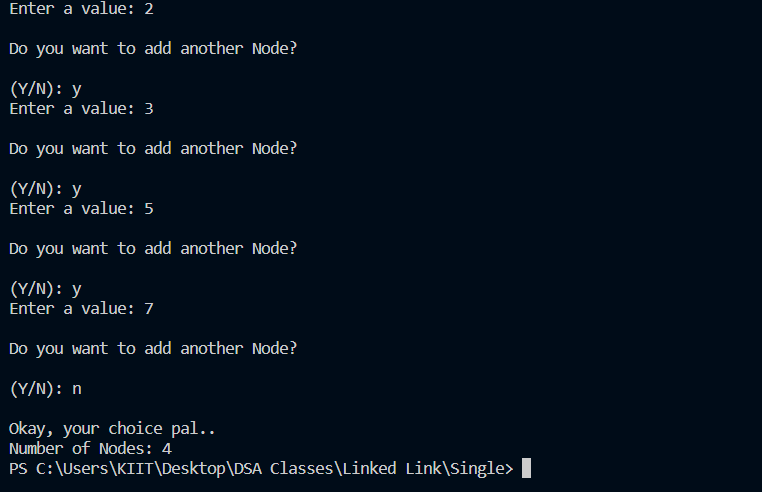 Enter a value: 2
Do you want to add another Node?
(Y/N): y
Enter a value: 3
Do you want to add another Node?
(Y/N): y
Enter a value: 5
Do you want to add another Node?
(Y/N): y
Enter a value: 7
Do you want to add another Node?
(Y/N): n
Okay, your choice pal..
Number of Nodes: 4
PS C:\Users\KIIT\Desktop\DSA Classes\Linked Link\Single>